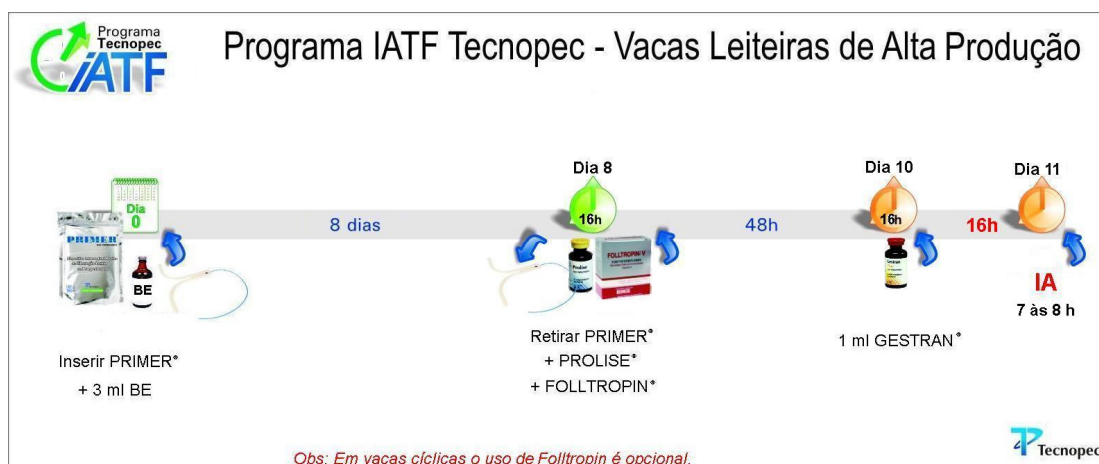 Programa
Tecnopec
IATF
Programa IATF Tecnopec - Vacas Leiteiras de Alta Produção
Dia 8
Dia 10
Dia 11
Dia
0
16h
16h
8 dias
48h
16h
PRIMER
BE
Prolise
FOLLTROPIN V
Gestran
IA
7 às 8 h
Inserir PRIMER®
+ 3 ml BE
Retirar PRIMER®
+ PROLISE®
+ FOLLTROPIN®
1 ml GESTRAN®
Obs: Em vacas cíclicas o uso de Folltropin é opcional.
Tecnopec